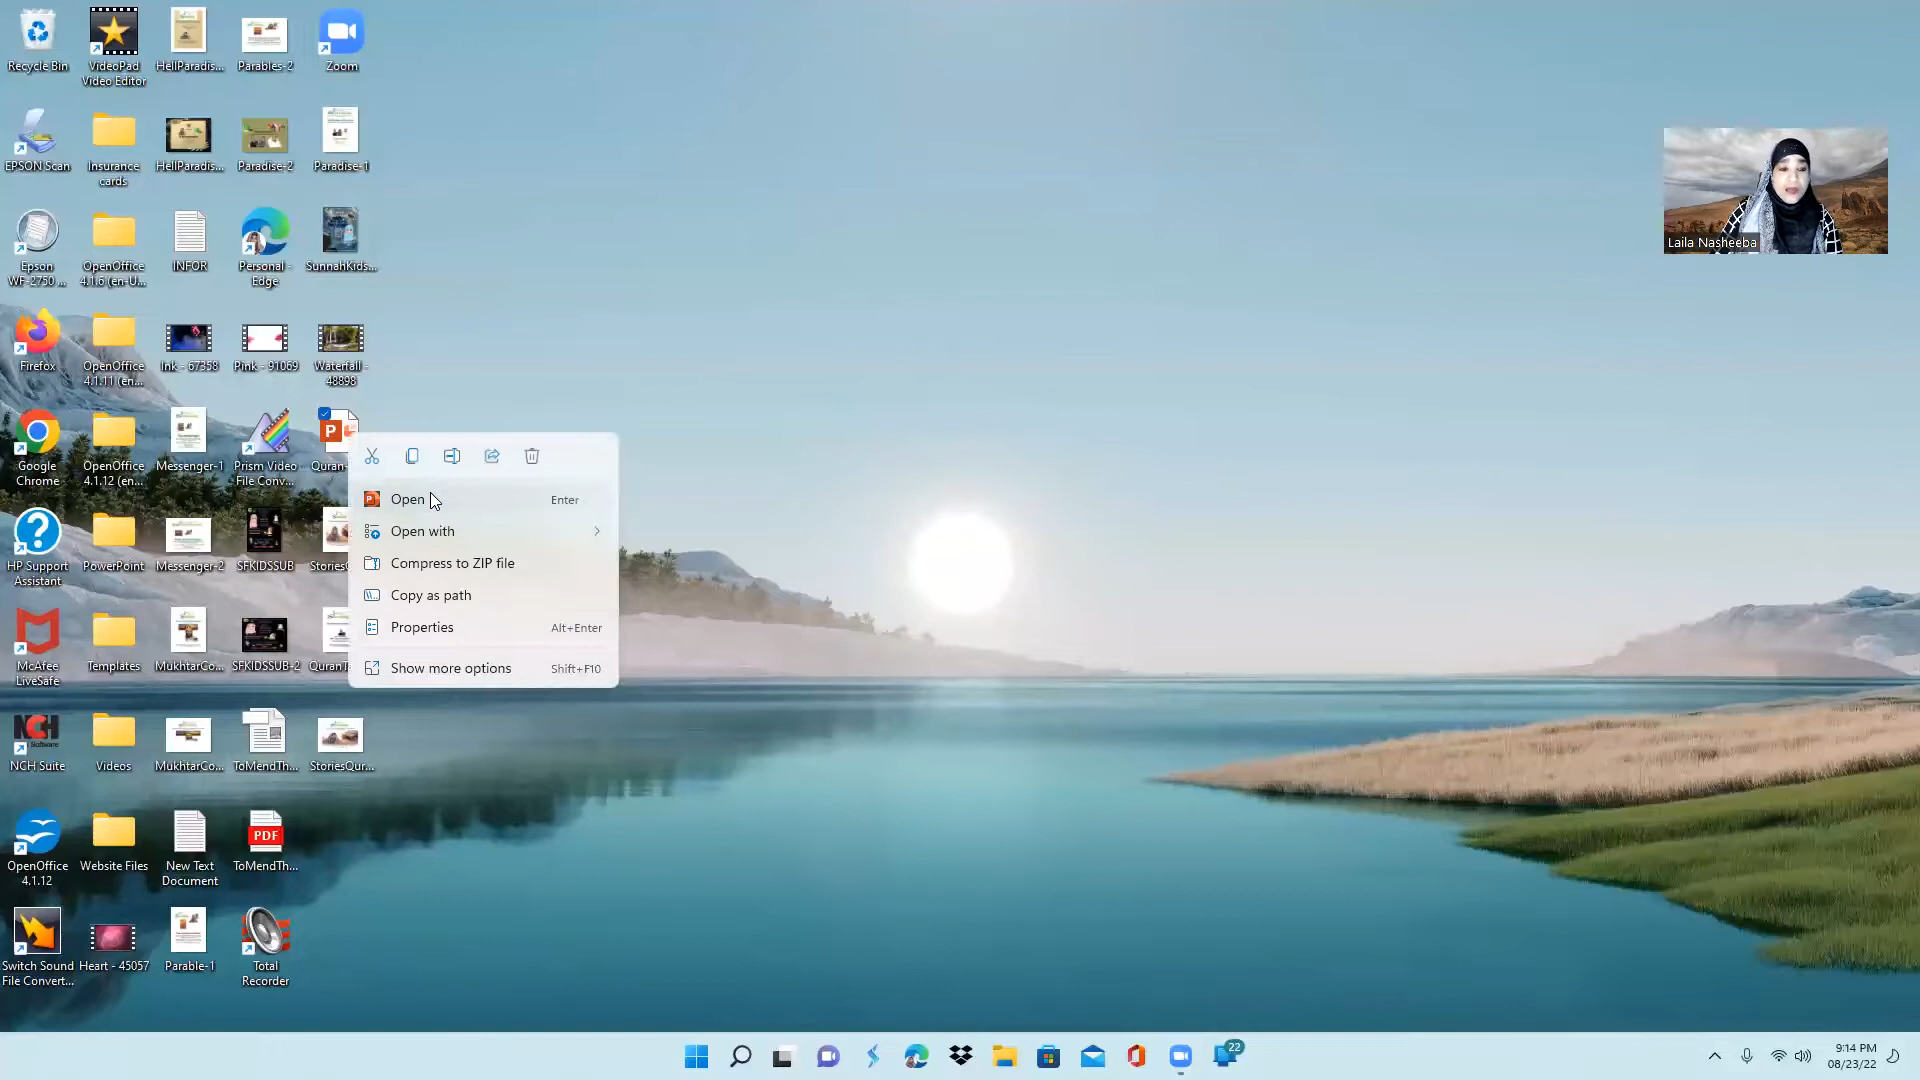 Recycle Bin
VideoPad
Video Editor
HellParadis...
Parables-2
Zoom
EPSON Scan
Insurance
cards
HellParadis...
Paradise-2
Paradise-1
Epson
WF-2750 ...
OpenOffice
4.1.6 (en-U...
INFOR
Personal -
Edge
SunnahKids...
Firefox
OpenOffice
4.1.11 (en...
Ink - 67358
Pink - 91069
Waterfall -
48898
Google
Chrome
OpenOffice
4.1.12 (en...
Messenger-1
Prism Video
File Conv...
Quran-
HP Support
Assistant
PowerPoint
Messenger-2
SFKIDSSUB
McAfee
LiveSafe
Templates
MukhtarCo...
SFKIDSSUB-2
NCH Suite
Videos
MukhtarCo...
ToMendTh...
StoriesQur...
OpenOffice
4.1.12
Website Files
New Text
Document
PDF
ToMendTh...
Switch Sound
File Convert...
Heart - 45057
Parable-1
Total
Recorder
Open Enter
Open with
Compress to ZIP file
Copy as path
Properties Alt+Enter
Show more options Shift+F10
Laila Nasheeba
22
9:14 PM
08/23/22